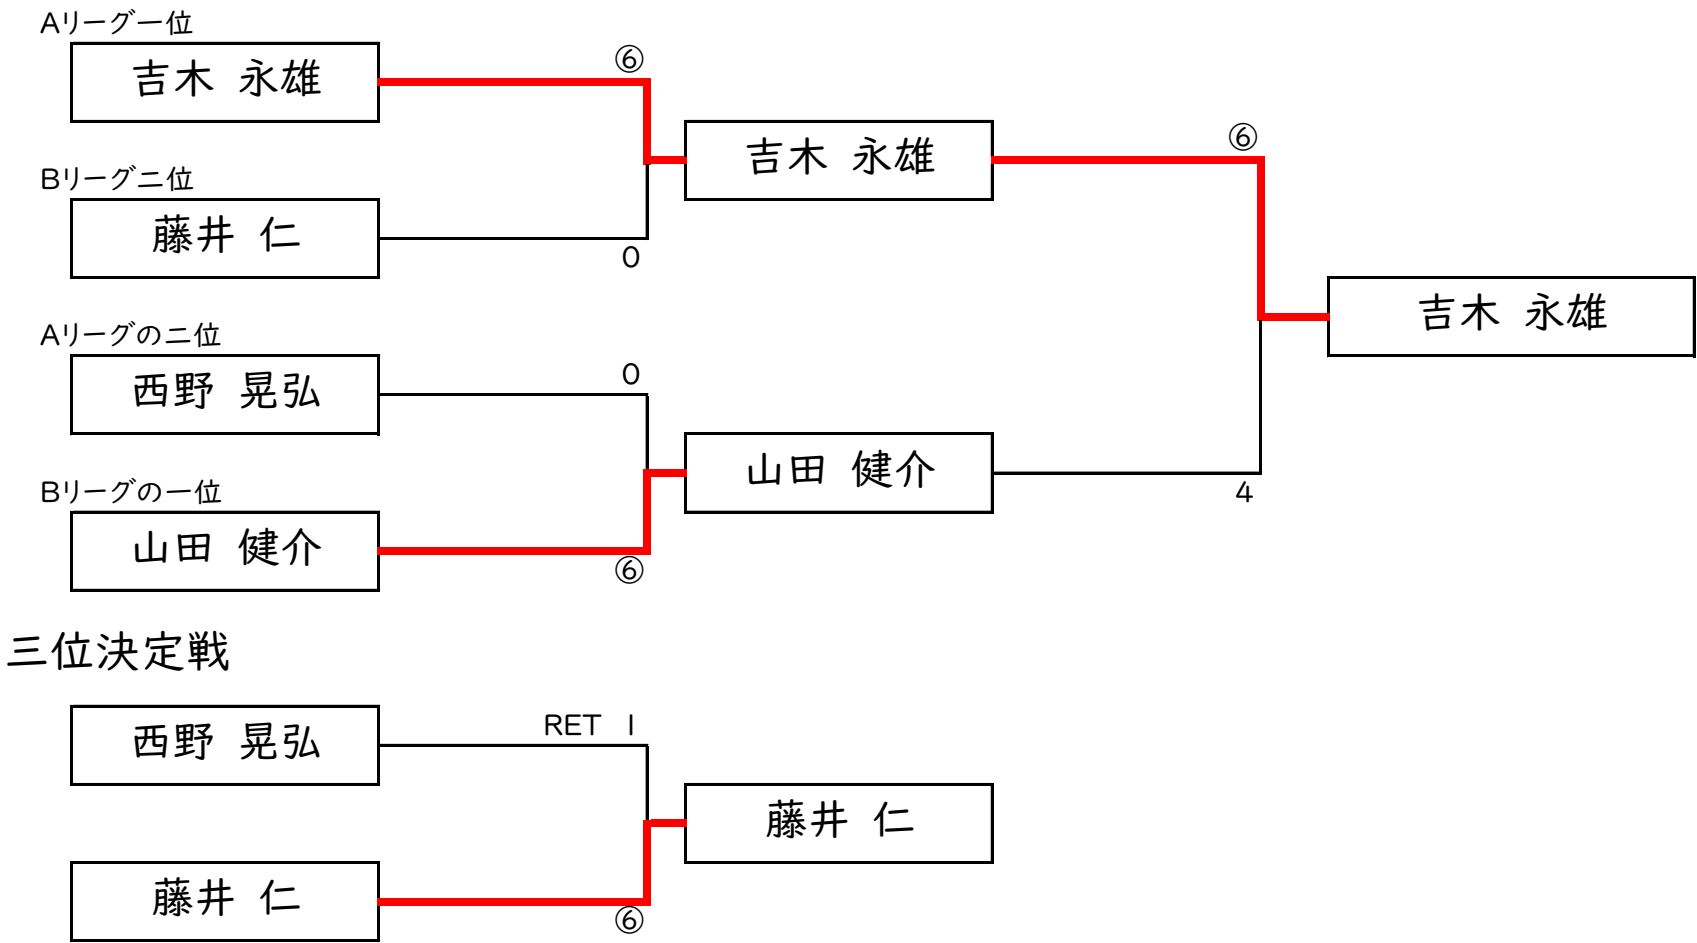 Aリーグ一位
吉木 永雄
⑥
吉木 永雄
⑥
Bリーグ二位
藤井 仁
0
吉木 永雄
Aリーグの二位
西野 晃弘
0
山田 健介
4
Bリーグの一位
山田 健介
⑥
三位決定戦
西野 晃弘
RET 1
藤井 仁
藤井 仁
⑥